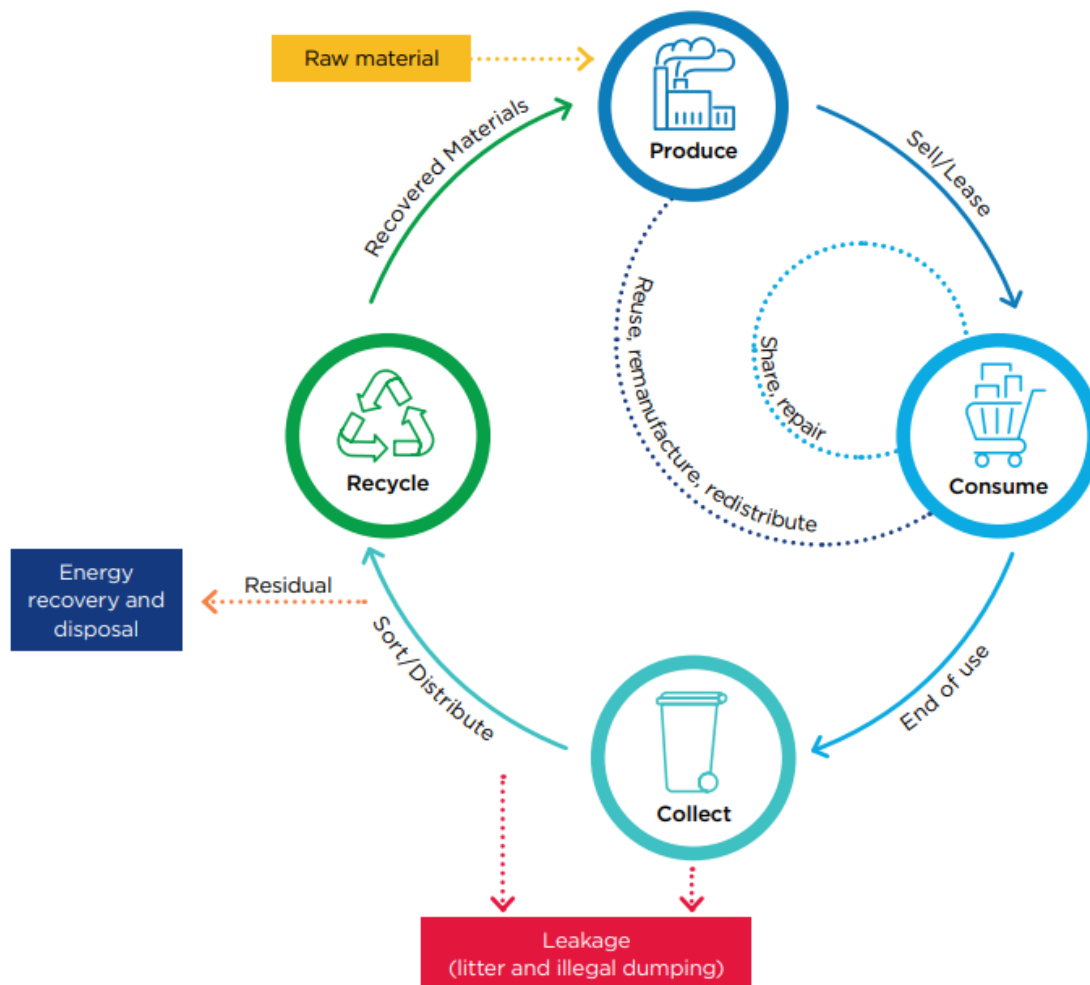 Raw material
Produce
Recovered Materials
Sell/Lease
Reuse, remanufacture, redistribute
Share, repair
Recycle
Consume
Energy
recovery and
disposal
Residual
Sort/Distribute
End of use
Collect
Leakage
(litter and illegal dumping)